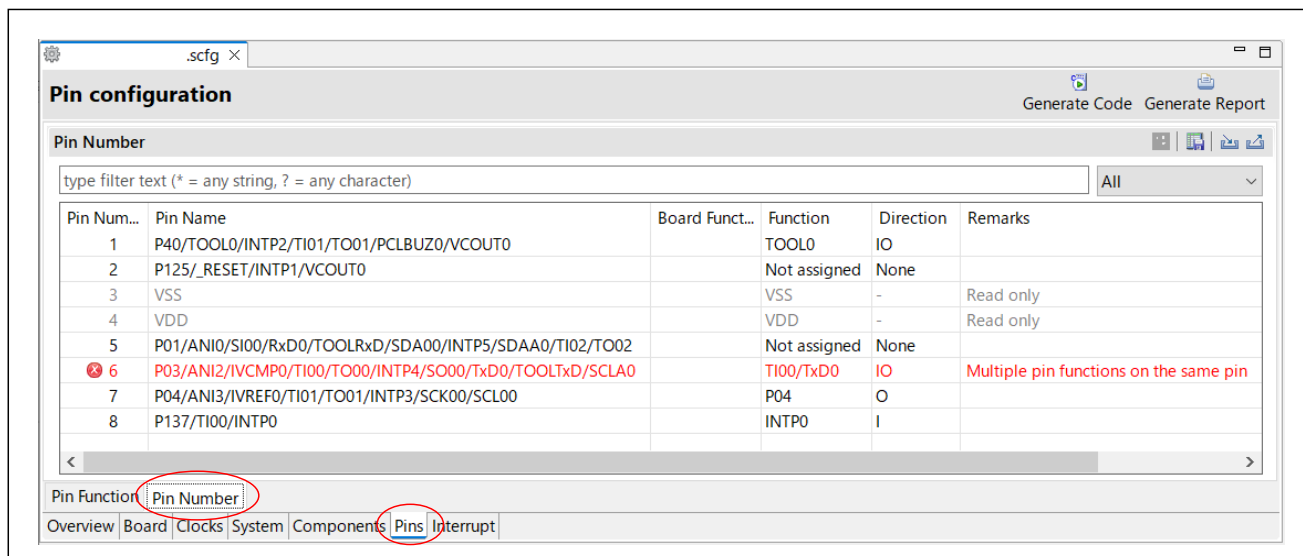 .scfg
Pin configuration
Generate Code Generate Report
Pin Number
type filter text (* = any string, ? = any character) All
Pin Num... Pin Name Board Funct... Function Direction Remarks
1 P40/TOOL0/INTP2/TI01/TO01/PCLBUZ0/VCOUT0 TOOL0 IO
2 P125/_RESET/INTP1/VCOUT0 Not assigned None
3 VSS VSS - Read only
4 VDD VDD - Read only
5 P01/ANI0/SI00/RxD0/TOOLRxD/SDA00/INTP5/SDAA0/TI02/TO02 Not assigned None
6 P03/ANI2/IVCMP0/TI00/TO00/INTP4/SO00/TxD0/TOOLTxD/SCLA0 TI00/TxD0 IO Multiple pin functions on the same pin
7 P04/ANI3/IVREF0/TI01/TO01/INTP3/SCK00/SCL00 P04 O
8 P137/TI00/INTP0 INTP0 I
Pin Function Pin Number
Overview Board Clocks System Components Pins Interrupt